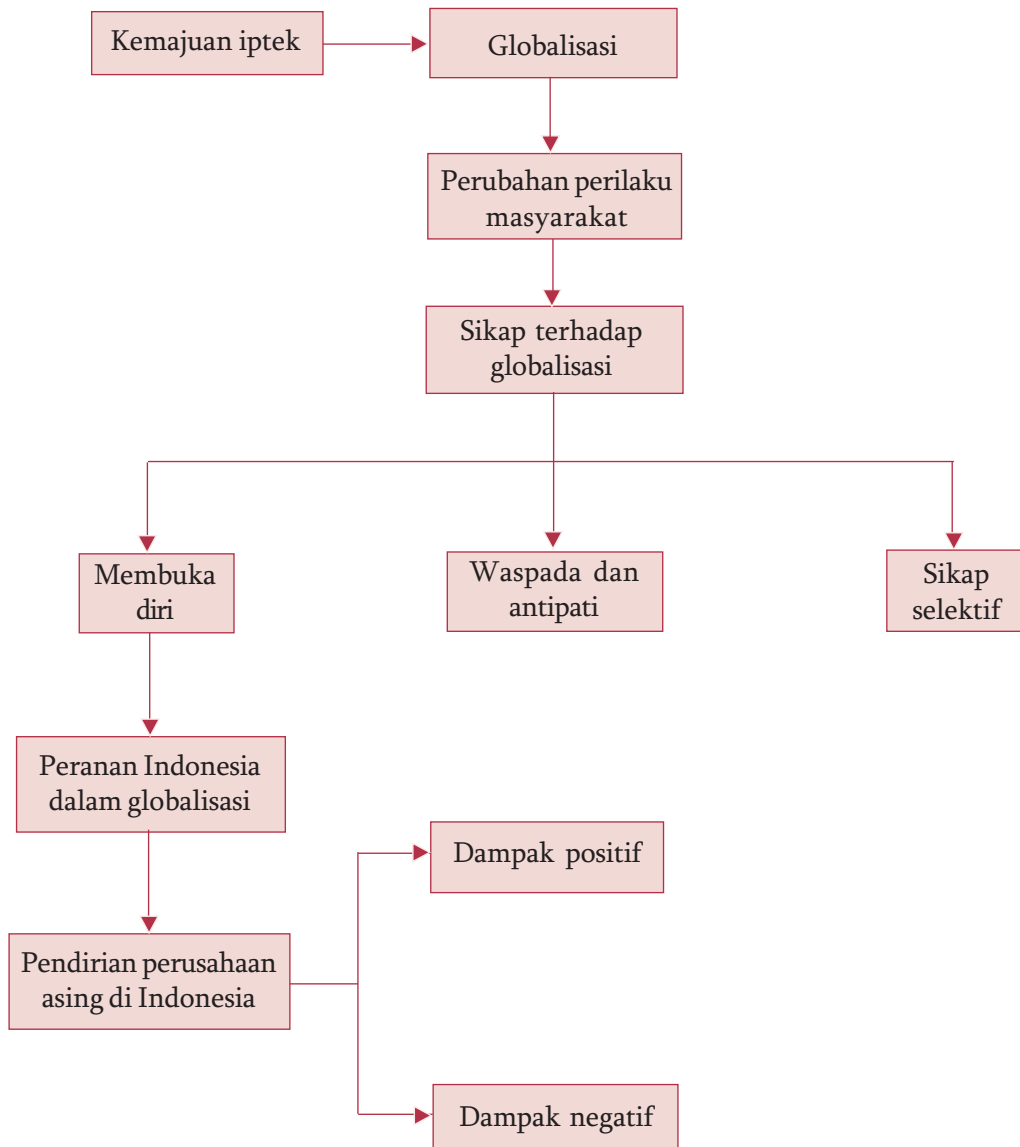 Kemajuan iptek
Globalisasi
Perubahan perilaku
masyarakat
Sikap terhadap
globalisasi
Membuka
diri
Waspada dan
antipati
Sikap
selektif
Peranan Indonesia
dalam globalisasi
Dampak positif
Pendirian perusahaan
asing di Indonesia
Dampak negatif